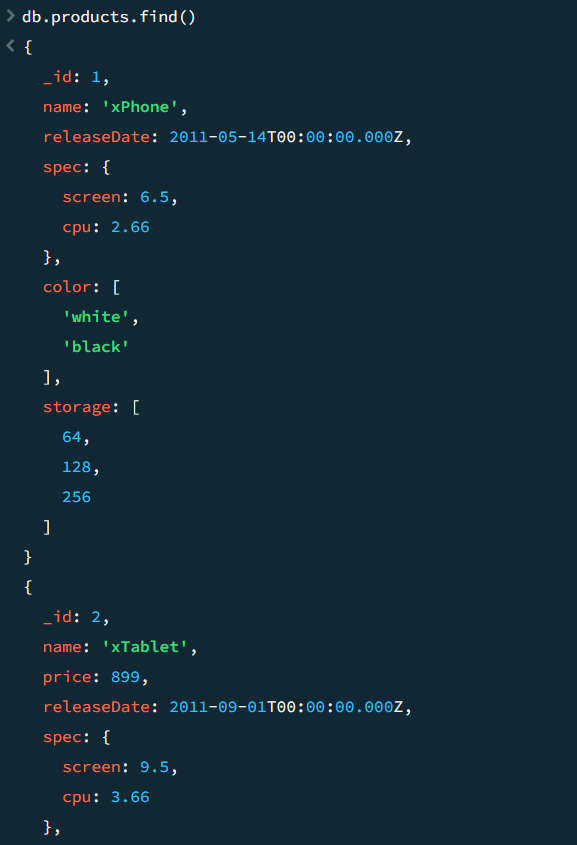 > db.products.find()
< {
_id: 1,
name: 'xPhone',
releaseDate: 2011-05-14T00:00:00.000Z,
spec: {
screen: 6.5,
cpu: 2.66
},
color: [
'white',
'black'
],
storage: [
64,
128,
256
]
}
{
_id: 2,
name: 'xTablet',
price: 899,
releaseDate: 2011-09-01T00:00:00.000Z,
spec: {
screen: 9.5,
cpu: 3.66
},